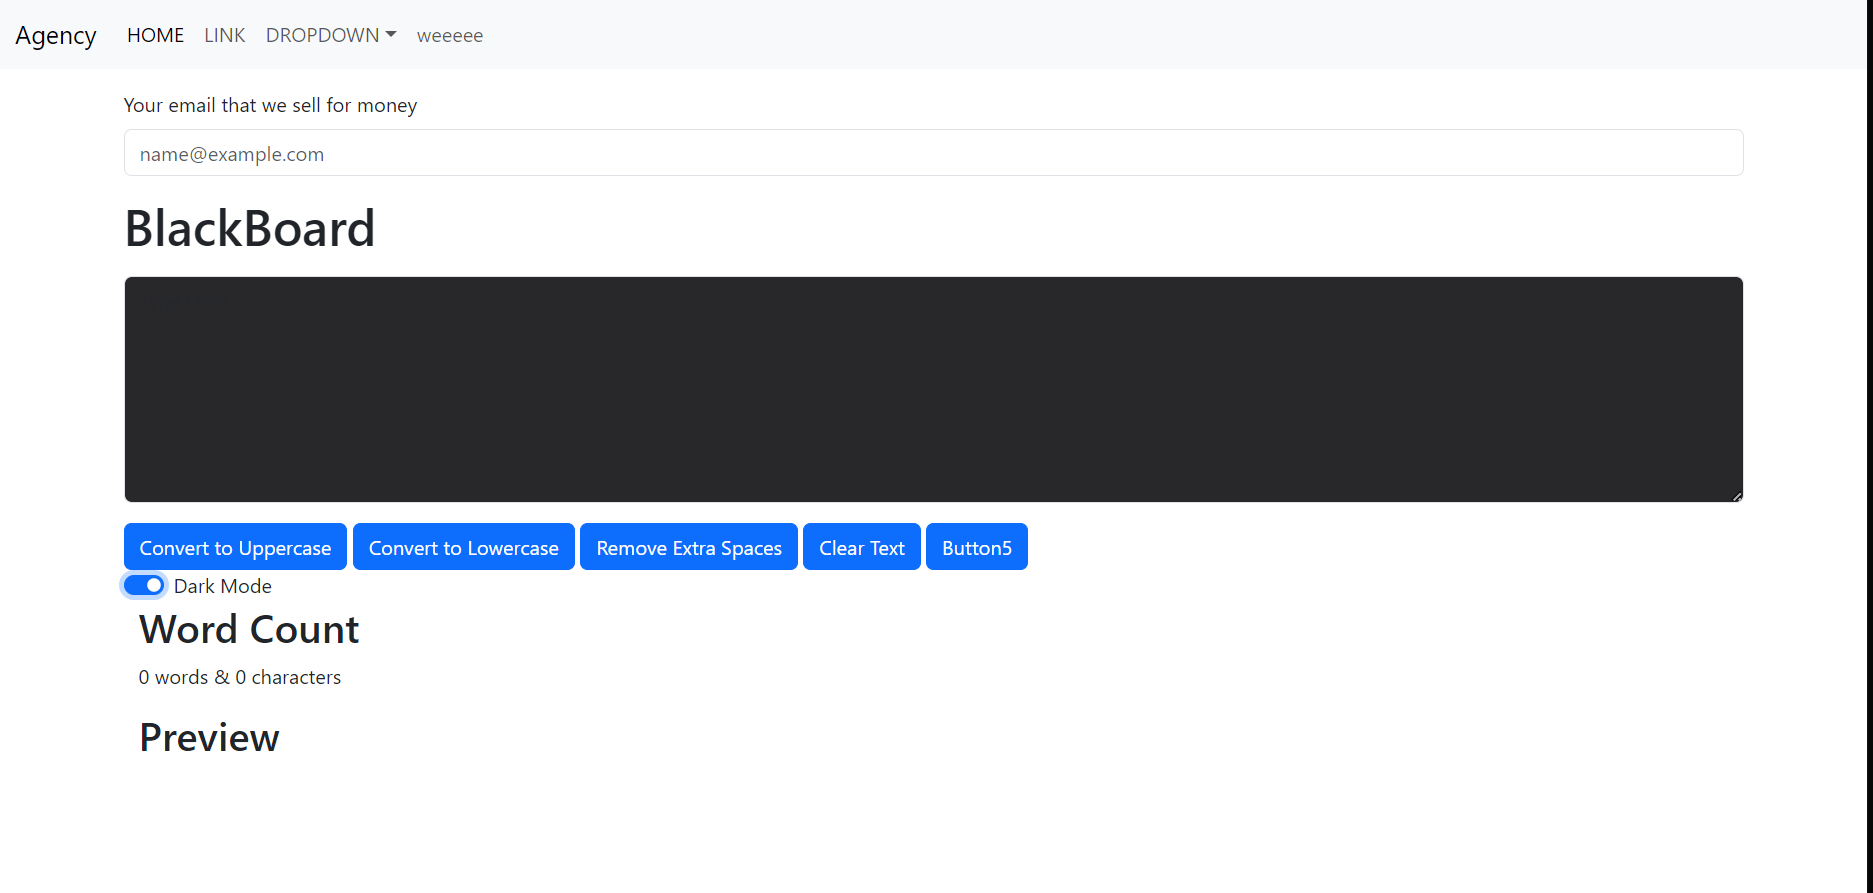 Agency HOME LINK DROPDOWN weeeee
Your email that we sell for money
name@example.com
BlackBoard
Convert to Uppercase Convert to Lowercase Remove Extra Spaces Clear Text Button5
Dark Mode
Word Count
0 words & 0 characters
Preview